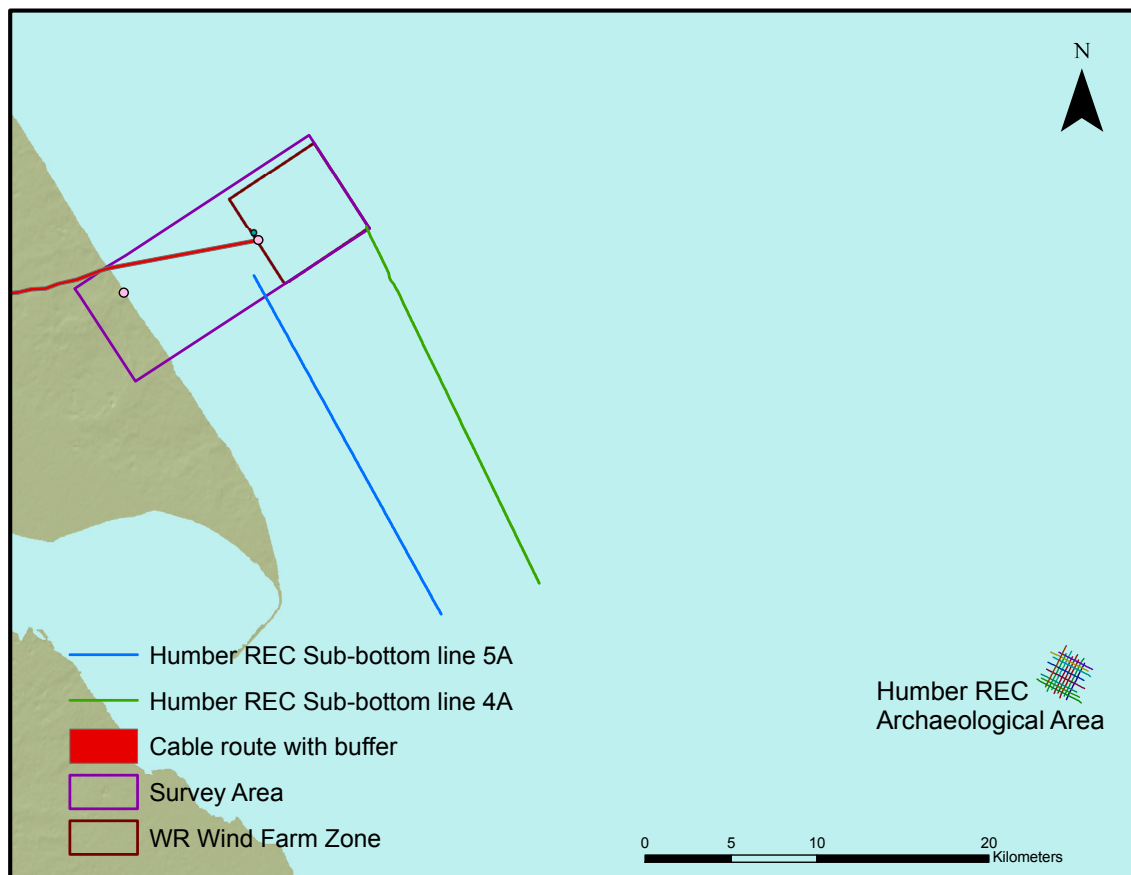 N
Humber REC Sub-bottom line 5A
Humber REC Sub-bottom line 4A
Cable route with buffer
Survey Area
WR Wind Farm Zone
Humber REC
Archaeological Area
0 5 10 20
Kilometers